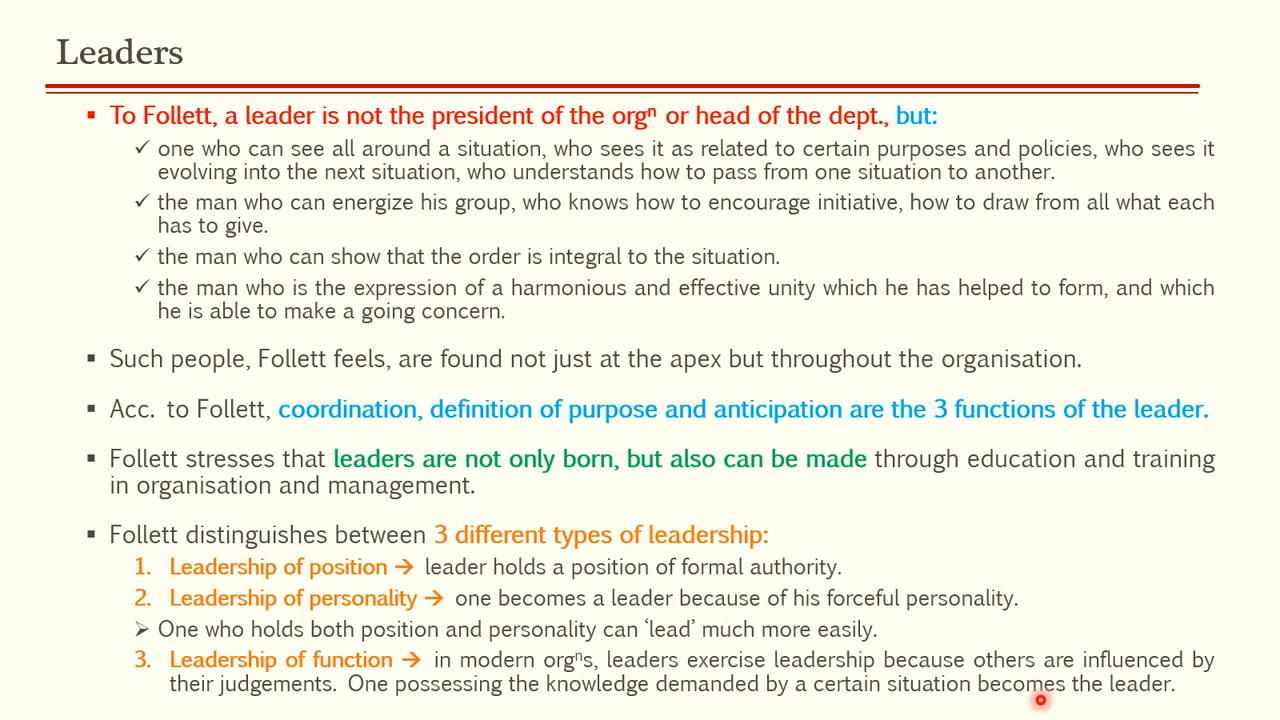 Leaders
▪ To Follett, a leader is not the president of the orgⁿ or head of the dept., but:
✓ one who can see all around a situation, who sees it as related to certain purposes and policies, who sees it
evolving into the next situation, who understands how to pass from one situation to another.
✓ the man who can energize his group, who knows how to encourage initiative, how to draw from all what each
has to give.
✓ the man who can show that the order is integral to the situation.
✓ the man who is the expression of a harmonious and effective unity which he has helped to form, and which
he is able to make a going concern.
▪ Such people, Follett feels, are found not just at the apex but throughout the organisation.
▪ Acc. to Follett, coordination, definition of purpose and anticipation are the 3 functions of the leader.
▪ Follett stresses that leaders are not only born, but also can be made through education and training
in organisation and management.
▪ Follett distinguishes between 3 different types of leadership:
1. Leadership of position → leader holds a position of formal authority.
2. Leadership of personality → one becomes a leader because of his forceful personality.
➢ One who holds both position and personality can ‘lead’ much more easily.
3. Leadership of function → in modern orgⁿs, leaders exercise leadership because others are influenced by
their judgements. One possessing the knowledge demanded by a certain situation becomes the leader.